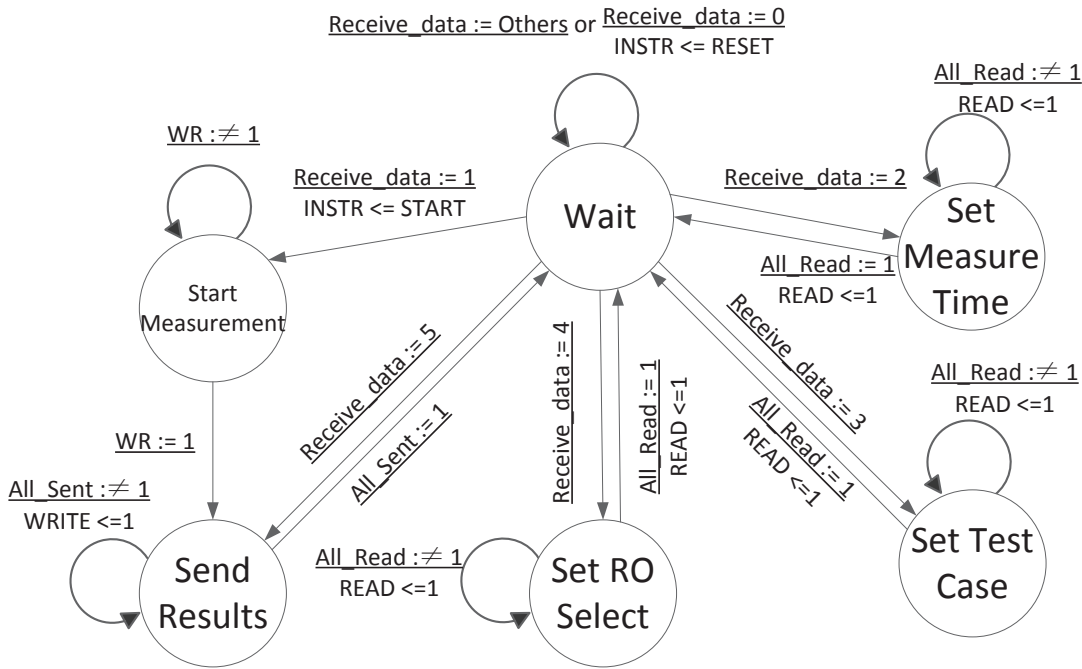 Receive_data := Others or Receive_data := 0
INSTR <= RESET
All_Read :≠ 1
READ <=1
WR :≠ 1
Receive_data := 1
INSTR <= START
Wait
Receive_data := 2
Set
Measure
Time
All_Read := 1
READ <=1
Start
Measurement
Receive_data := 5
All_Sent := 1
Receive_data := 4
All_Read := 1
READ <=1
Receive_data := 3
All_Read := 1
READ <=1
All_Read :≠ 1
READ <=1
WR := 1
All_Sent :≠ 1
WRITE <=1
Send
Results
All_Read :≠ 1
READ <=1
Set RO
Select
Set Test
Case